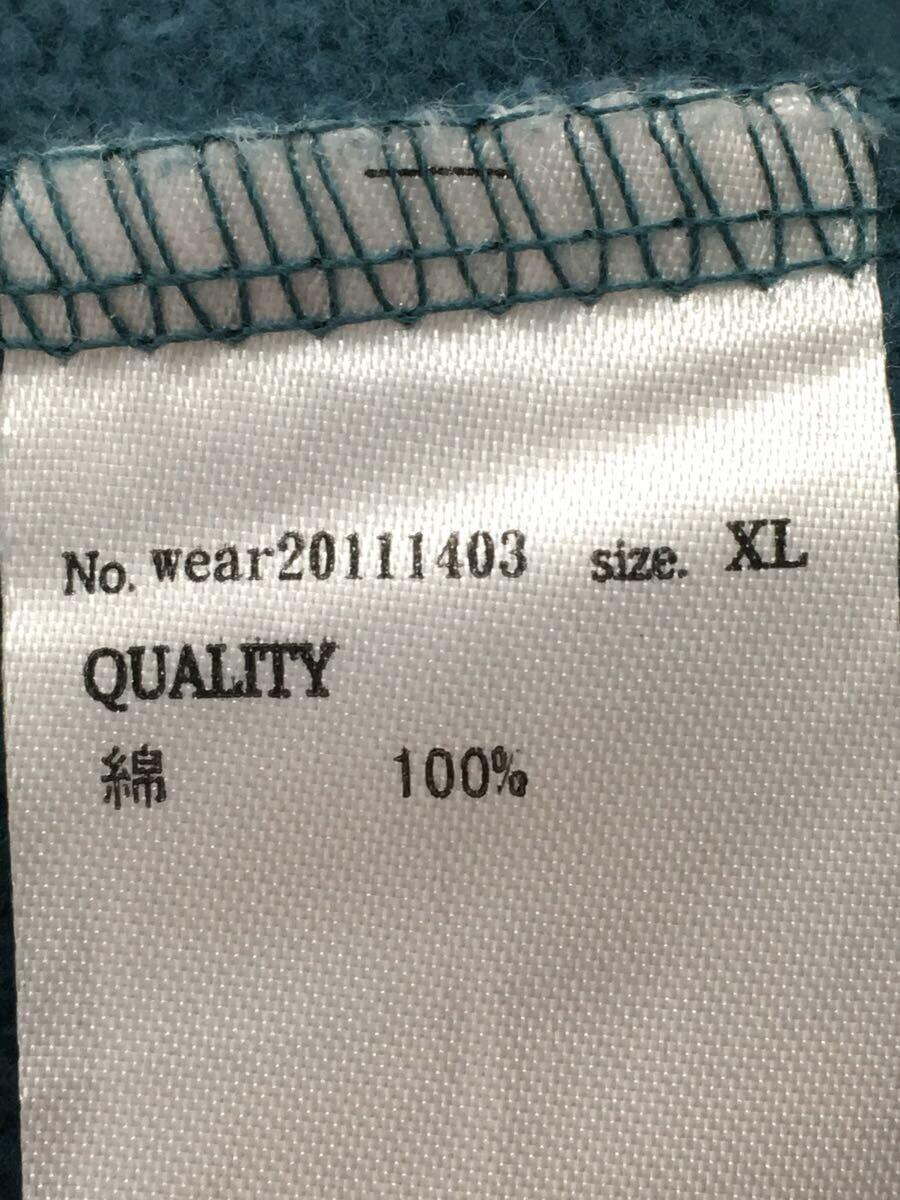 No. wear20111403 size. XL
QUALITY
綿 100%